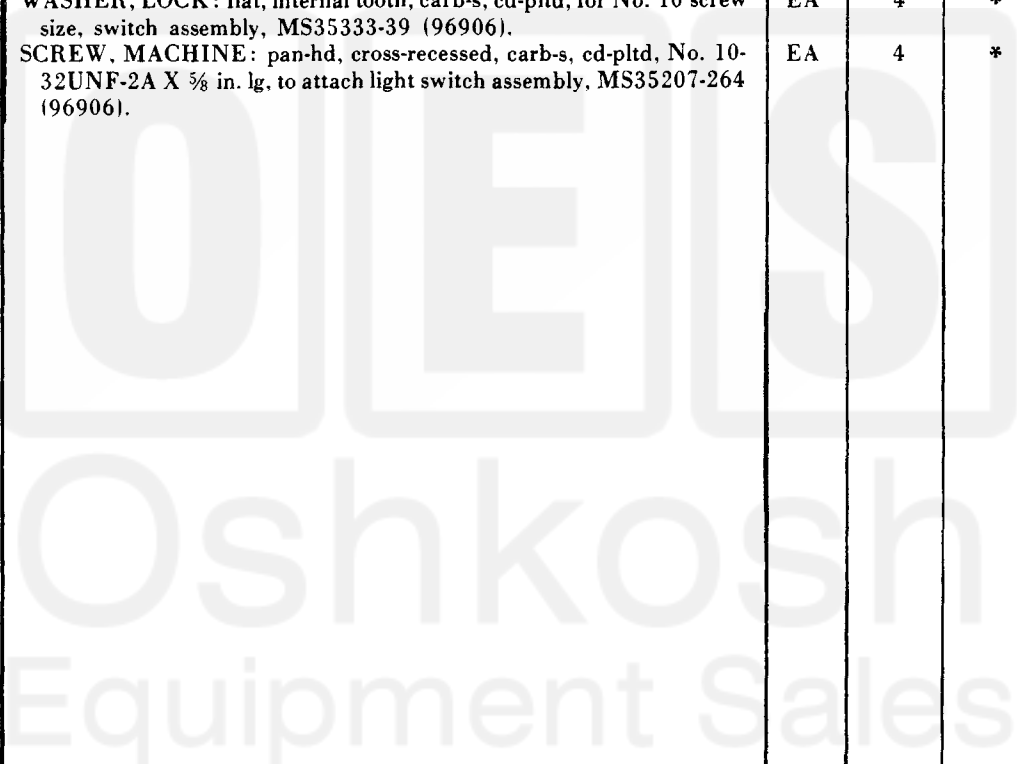 WASHER, LOCK: flat, internal tooth, carb-s, cd-pltd, for No. 10 screw EA 4 *
size, switch assembly, MS35333-39 (96906).
SCREW, MACHINE: pan-hd, cross-recessed, carb-s, cd-pltd, No. 10- EA 4 *
32UNF-2A X ⅝ in. lg, to attach light switch assembly, MS35207-264
(96906).
OES
Oshkosh
Equipment Sales